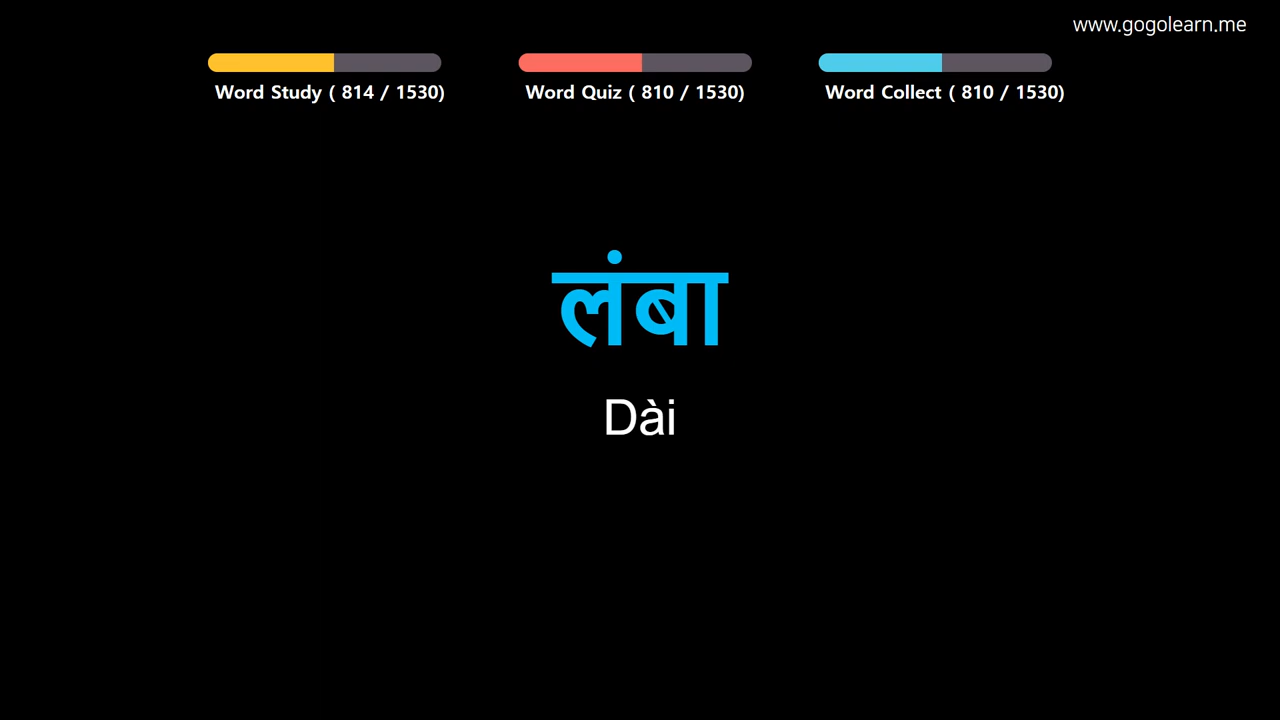 www.gogolearn.me
Word Study ( 814 / 1530)
Word Quiz ( 810 / 1530)
Word Collect ( 810 / 1530)
लंबा
Dài